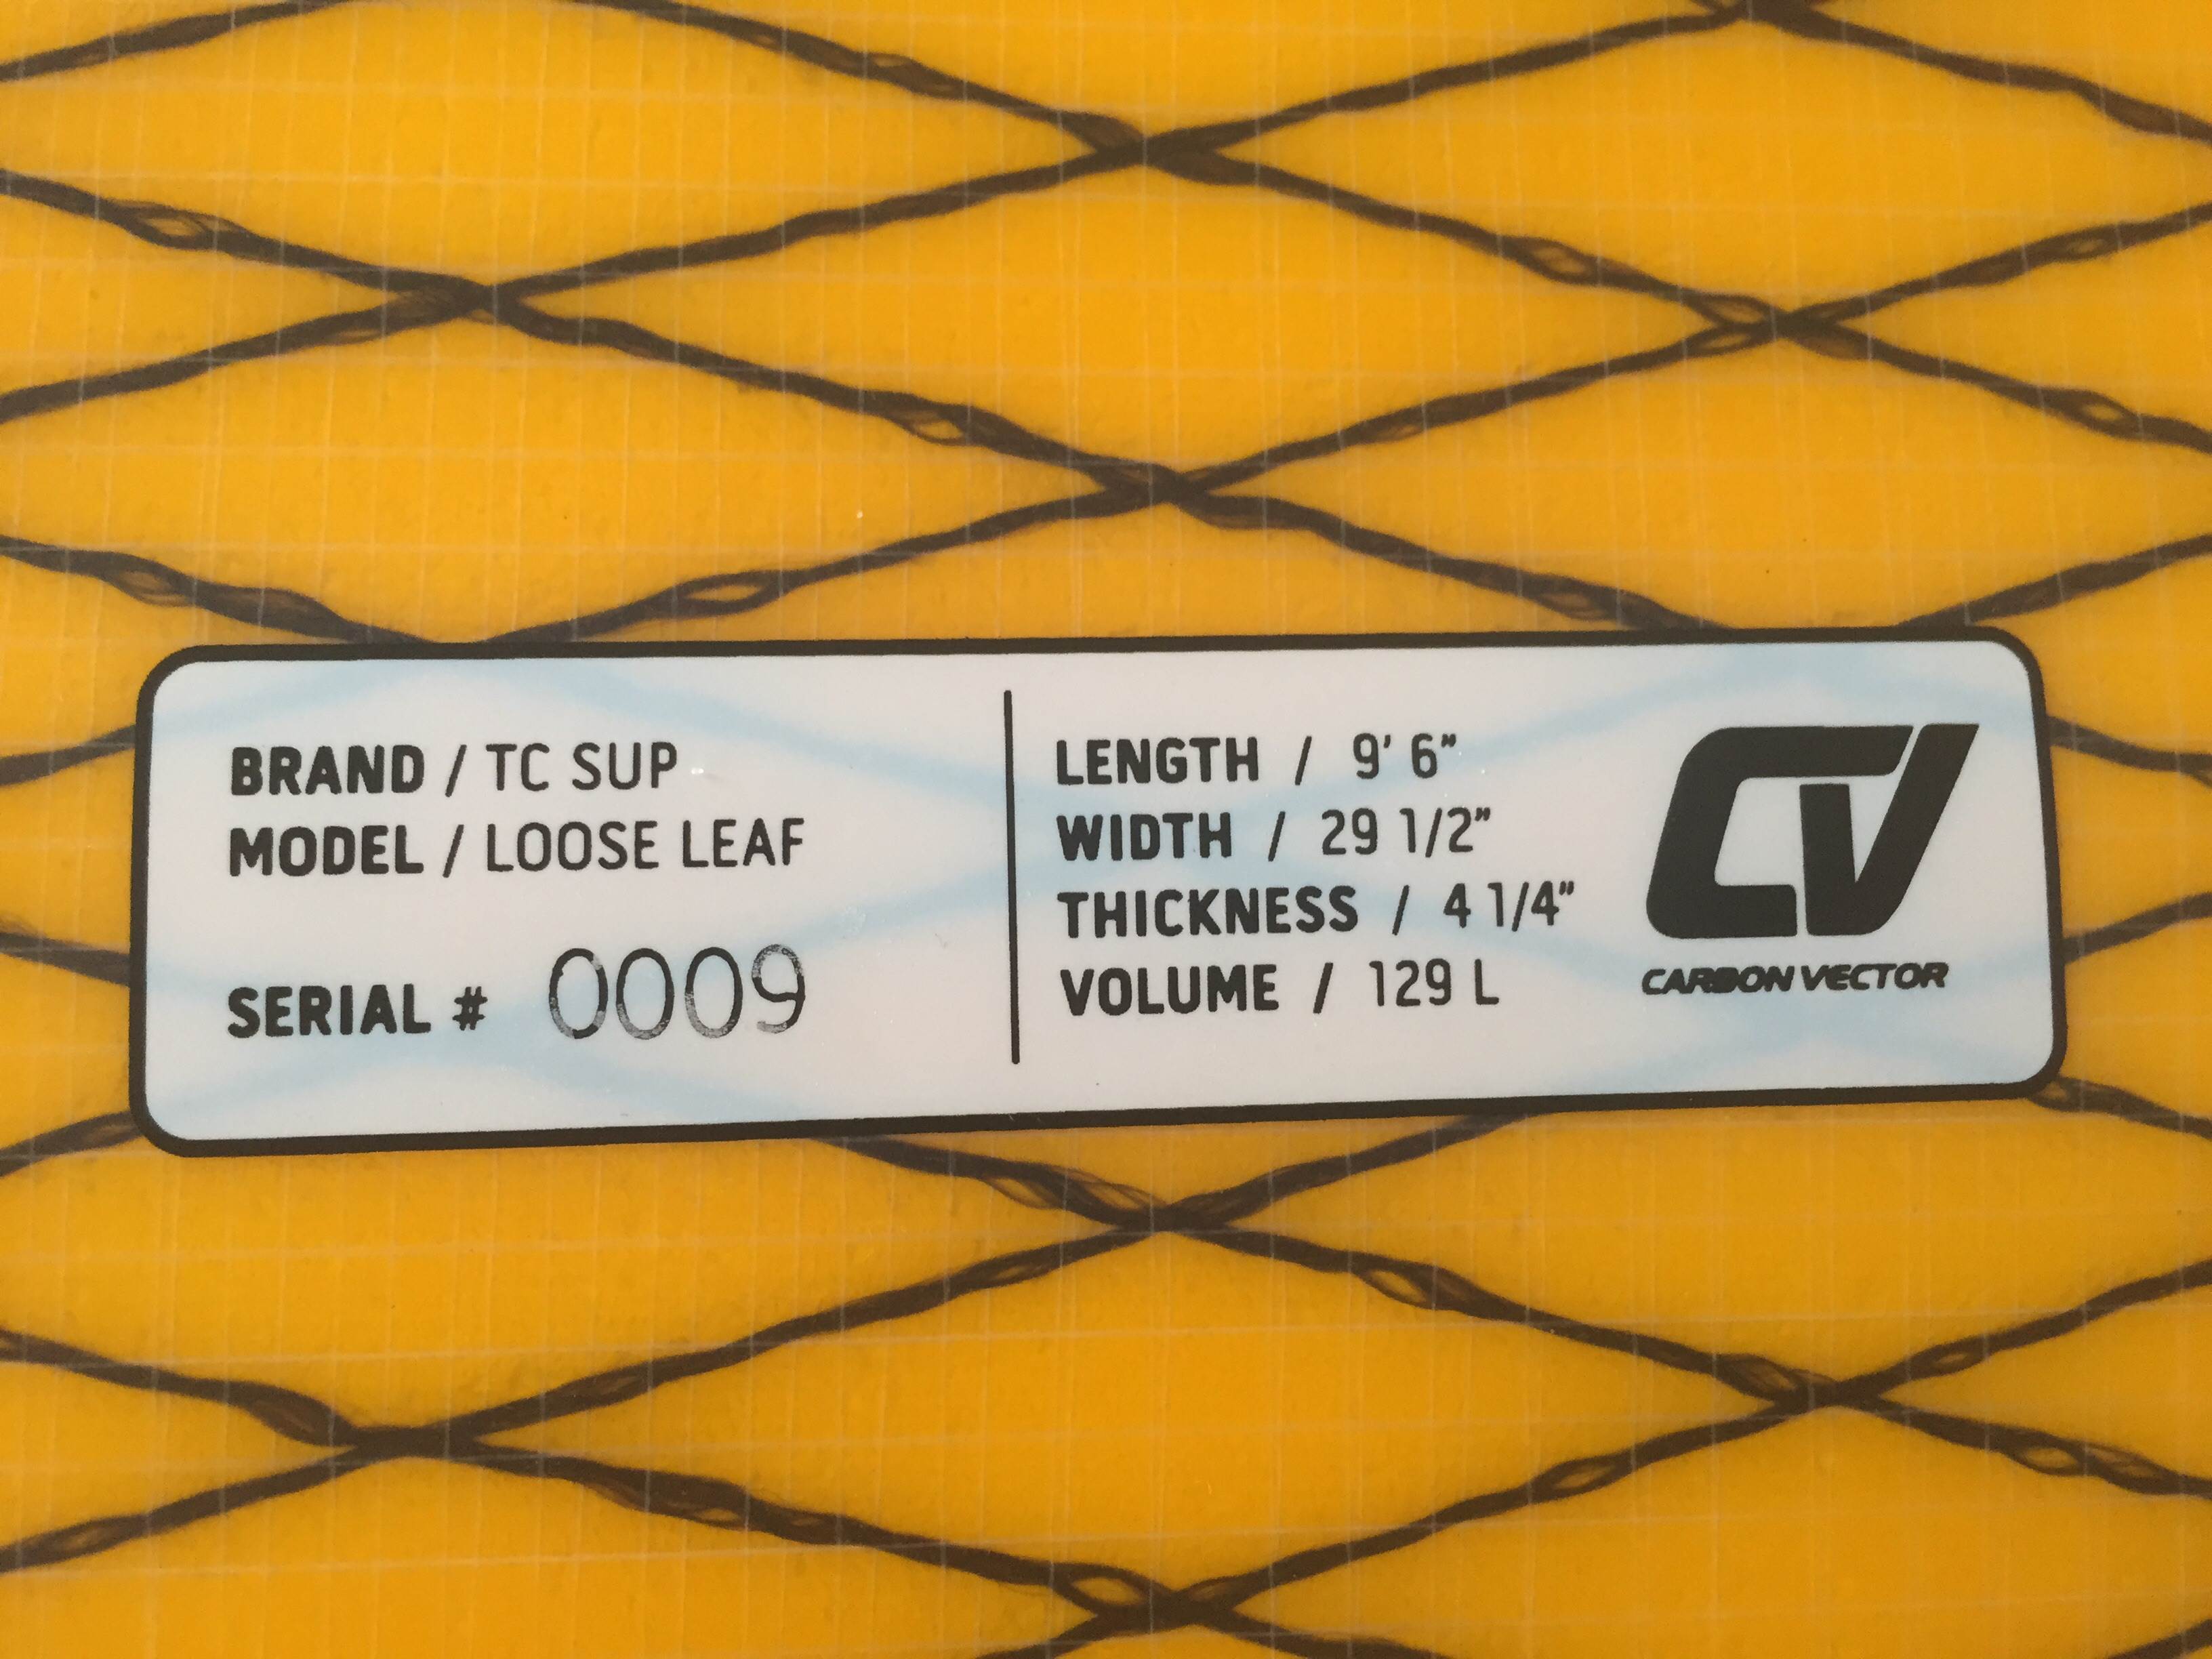 BRAND / TC SUP
MODEL / LOOSE LEAF
SERIAL # 0009
LENGTH / 9' 6"
WIDTH / 29 1/2"
THICKNESS / 4 1/4"
VOLUME / 129 L
CV
CARBON VECTOR